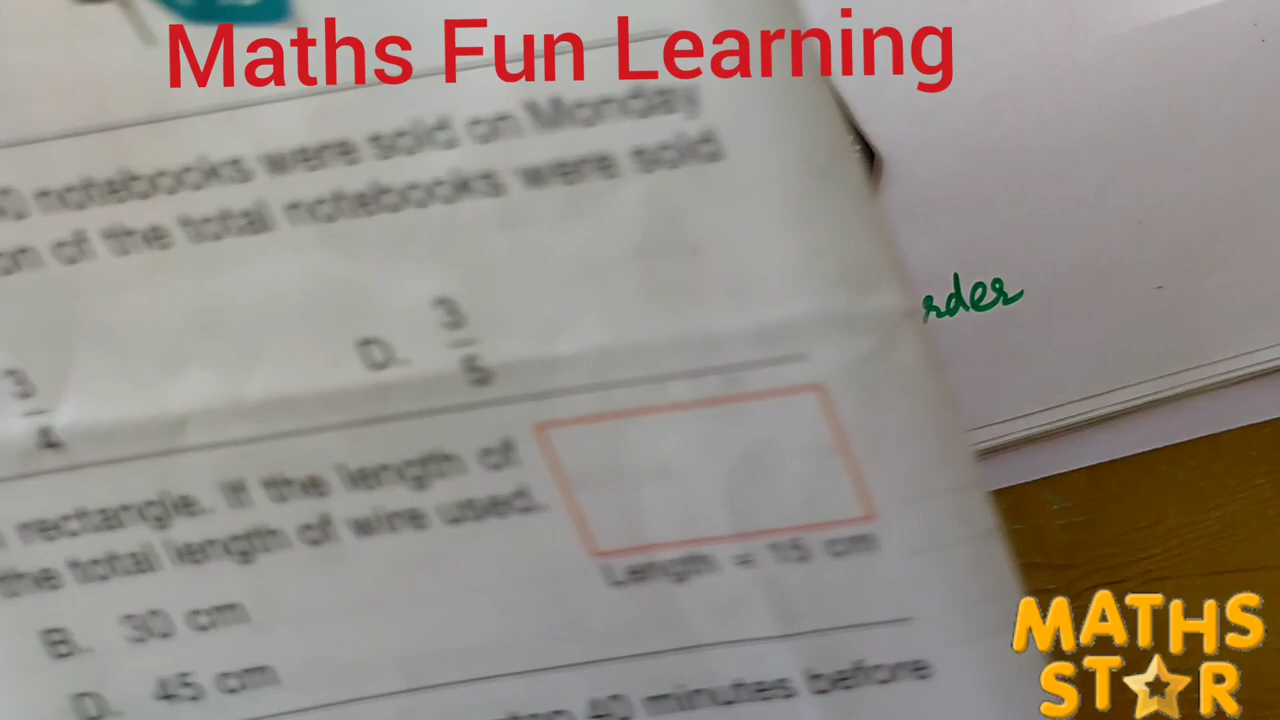 Maths Fun Learning
0 notebooks were sold on Monday
on of the total notebooks were sold
3
4
D. 3
5
rder
rectangle. If the length of
the total length of wire used.
Length = 15 cm
B. 30 cm
D. 45 cm
40 minutes before
MATHS
STAR